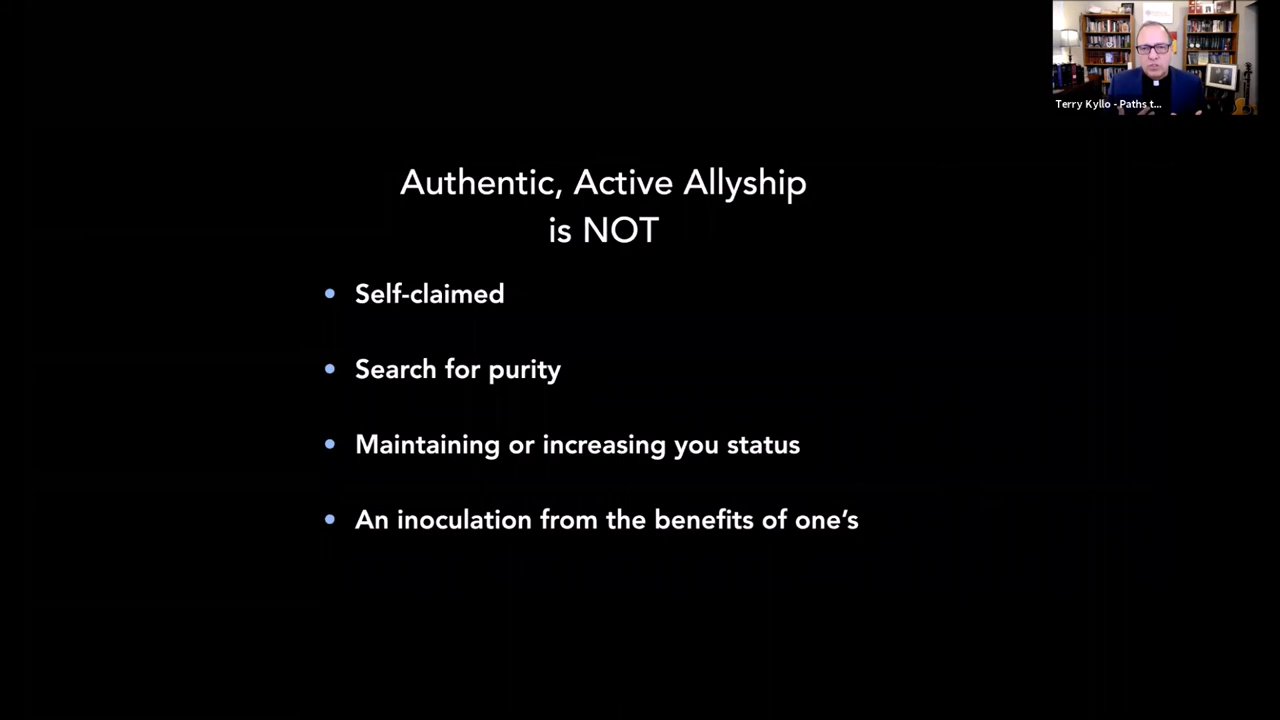 Terry Kyllo - Paths t...
Authentic, Active Allyship
is NOT
• Self-claimed
• Search for purity
• Maintaining or increasing you status
• An inoculation from the benefits of one's